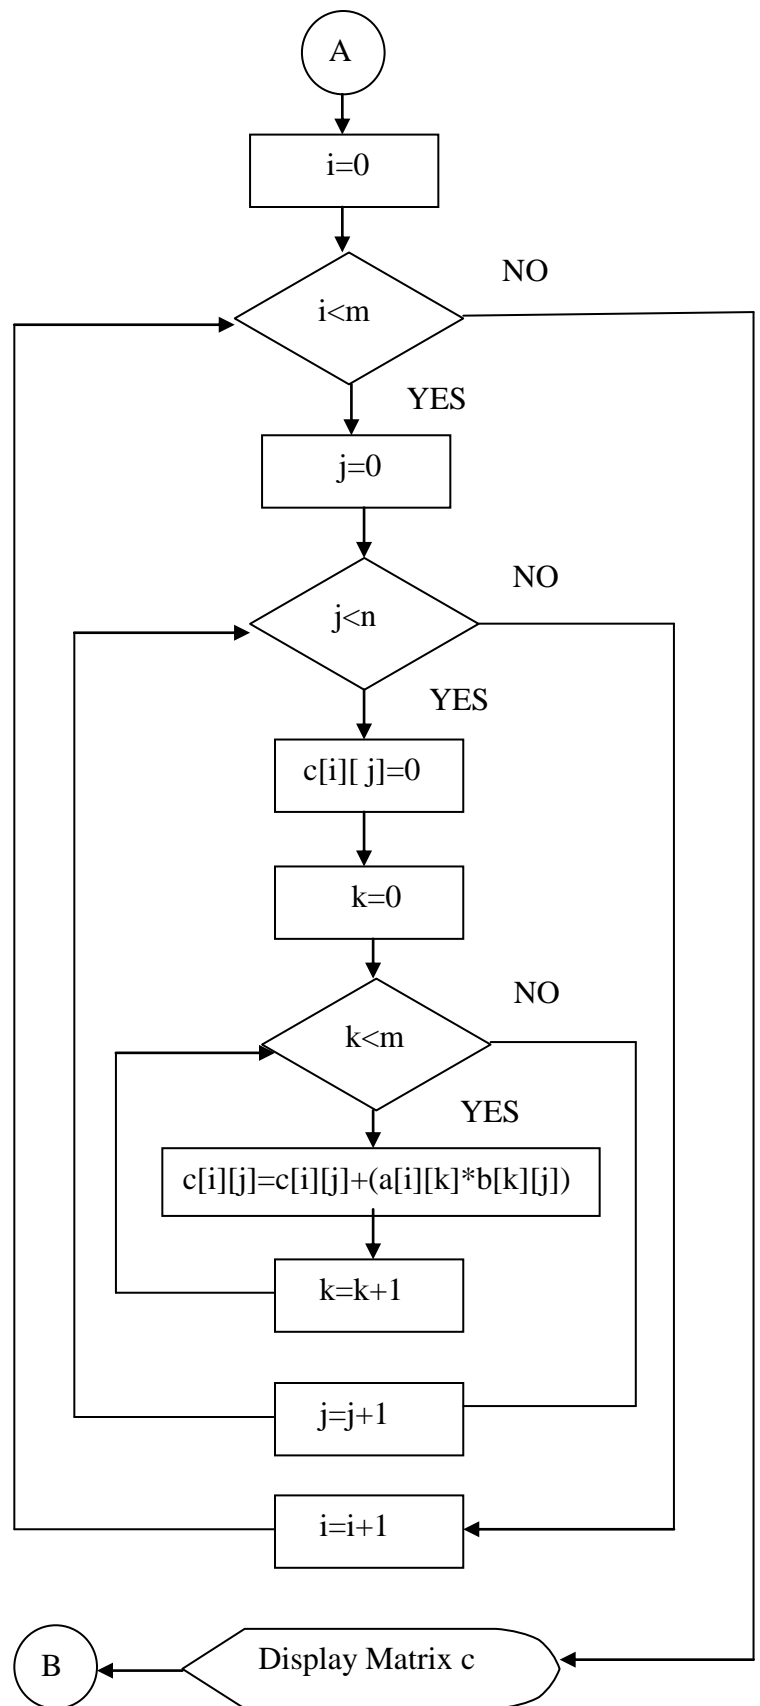 A
i=0
NO
i<m
YES
j=0
NO
j<n
YES
c[i][ j]=0
k=0
NO
k<m
YES
c[i][j]=c[i][j]+(a[i][k]*b[k][j])
k=k+1
j=j+1
i=i+1
Display Matrix c
B